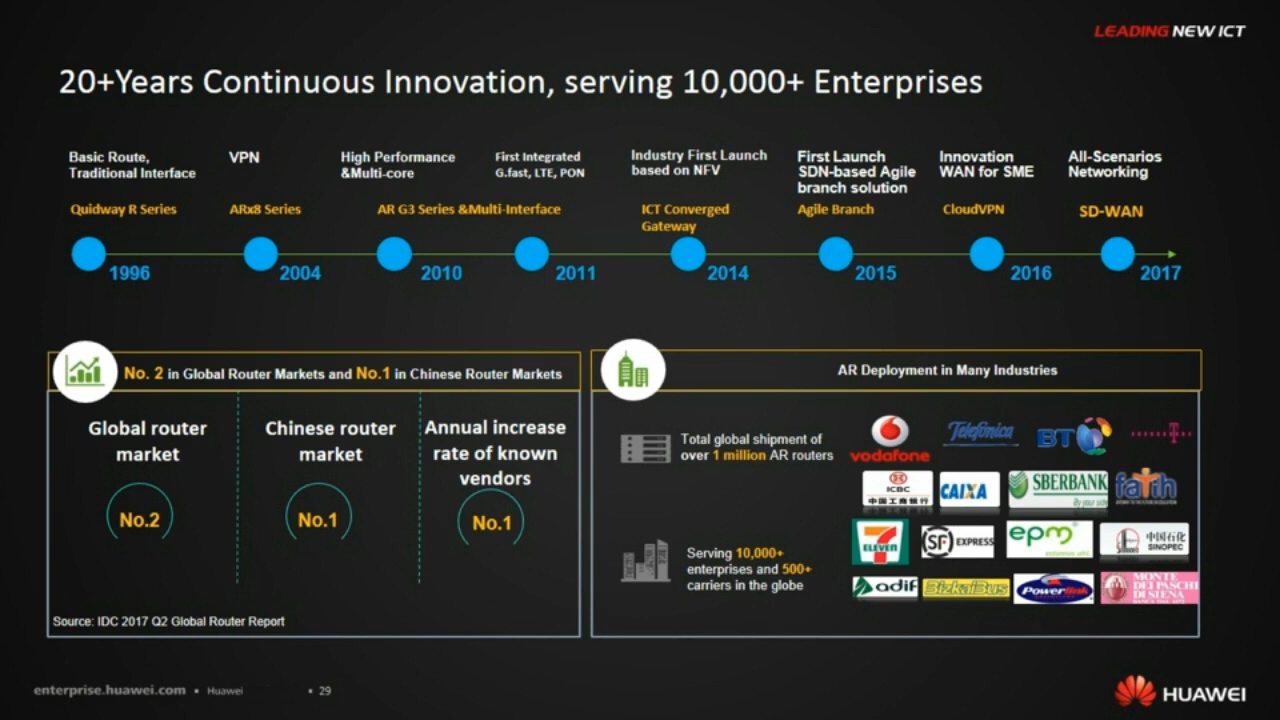 LEADING NEW ICT
20+Years Continuous Innovation, serving 10,000+ Enterprises
Basic Route,
Traditional Interface
VPN
High Performance
&Multi-core
First Integrated
G.fast, LTE, PON
Industry First Launch
based on NFV
First Launch
SDN-based Agile
branch solution
Innovation
WAN for SME
All-Scenarios
Networking
Quidway R Series
ARx8 Series
AR G3 Series &Multi-Interface
ICT Converged
Gateway
Agile Branch
CloudVPN
SD-WAN
1996
2004
2010
2011
2014
2015
2016
2017
No. 2 in Global Router Markets and No.1 in Chinese Router Markets
Global router
market
No.2
Chinese router
market
No.1
Annual increase
rate of known
vendors
No.1
Source: IDC 2017 Q2 Global Router Report
AR Deployment in Many Industries
Total global shipment of
over 1 million AR routers
Serving 10,000+
enterprises and 500+
carriers in the globe
vodafone
Telefónica
BT
T
ICBC
中国工商银行
CAIXA
SBERBANK
By your side
fatih
7
ELEVEN
SF EXPRESS
epm
中国石化
SINOPEC
adif
BizkaiBus
Powerlink
MONTE
DEI PASCHI
DI SIENA
BANCA DAL 1472
enterprise.huawei.com • Huawei • 29
HUAWEI